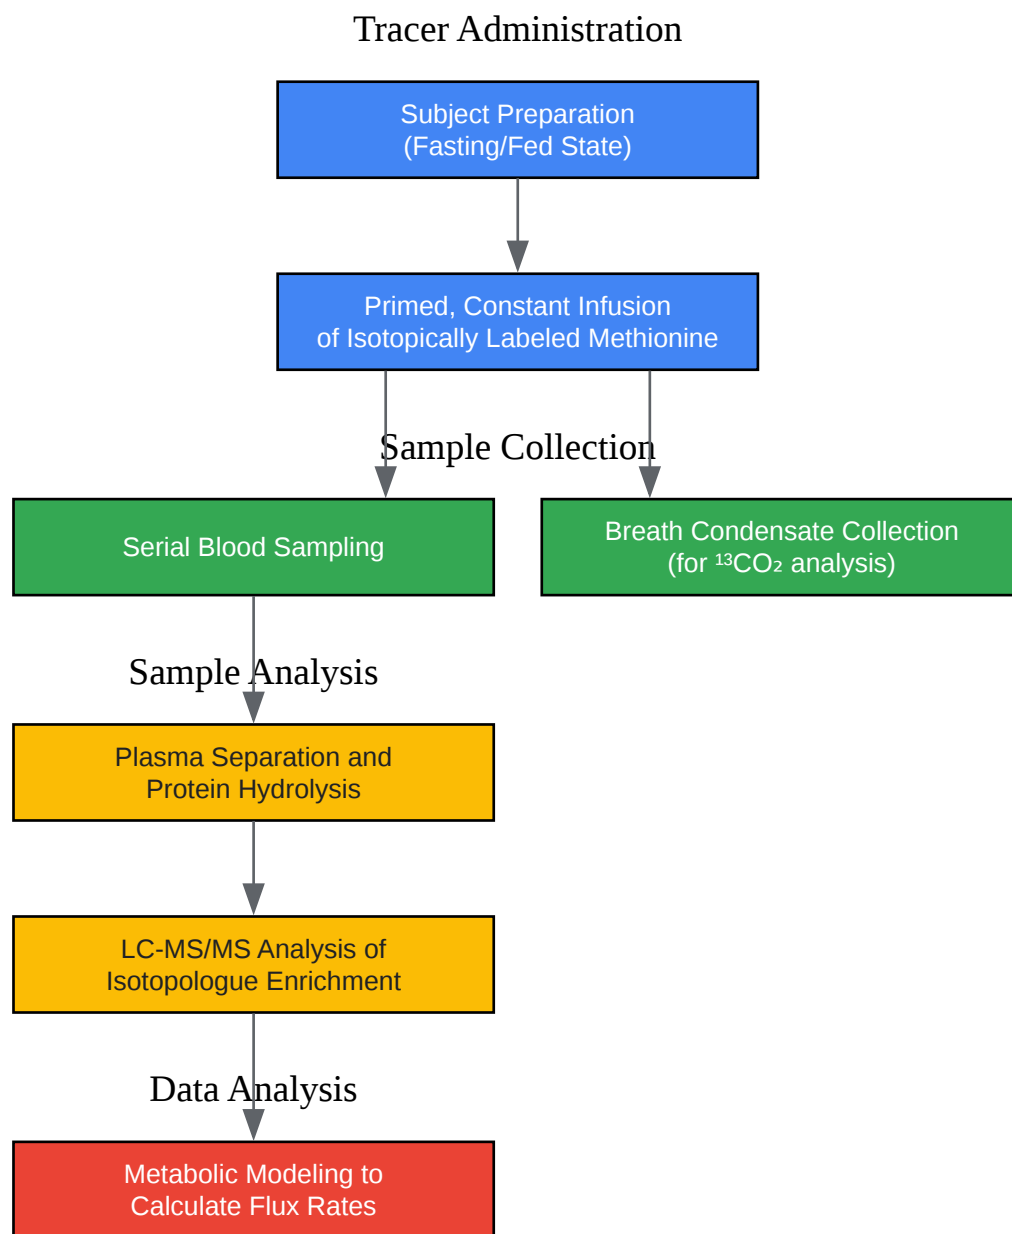 Tracer Administration
Subject Preparation
(Fasting/Fed State)
Primed, Constant Infusion
of Isotopically Labeled Methionine
Sample Collection
Serial Blood Sampling
Breath Condensate Collection
(for ¹³CO₂ analysis)
Sample Analysis
Plasma Separation and
Protein Hydrolysis
LC-MS/MS Analysis of
Isotopologue Enrichment
Data Analysis
Metabolic Modeling to
Calculate Flux Rates